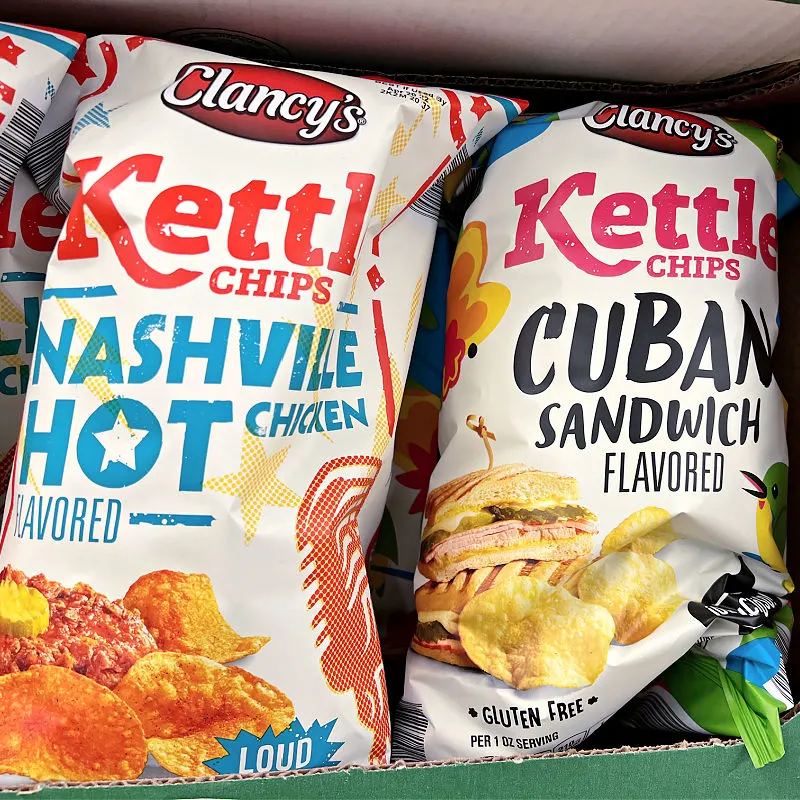 Clancy's
Kettl
CHIPS
NASHVILLE
HOT CHICKEN
FLAVORED
LOUD
Clancy's
Kettle
CHIPS
CUBAN
SANDWICH
FLAVORED
GLUTEN FREE
PER 1 OZ SERVING